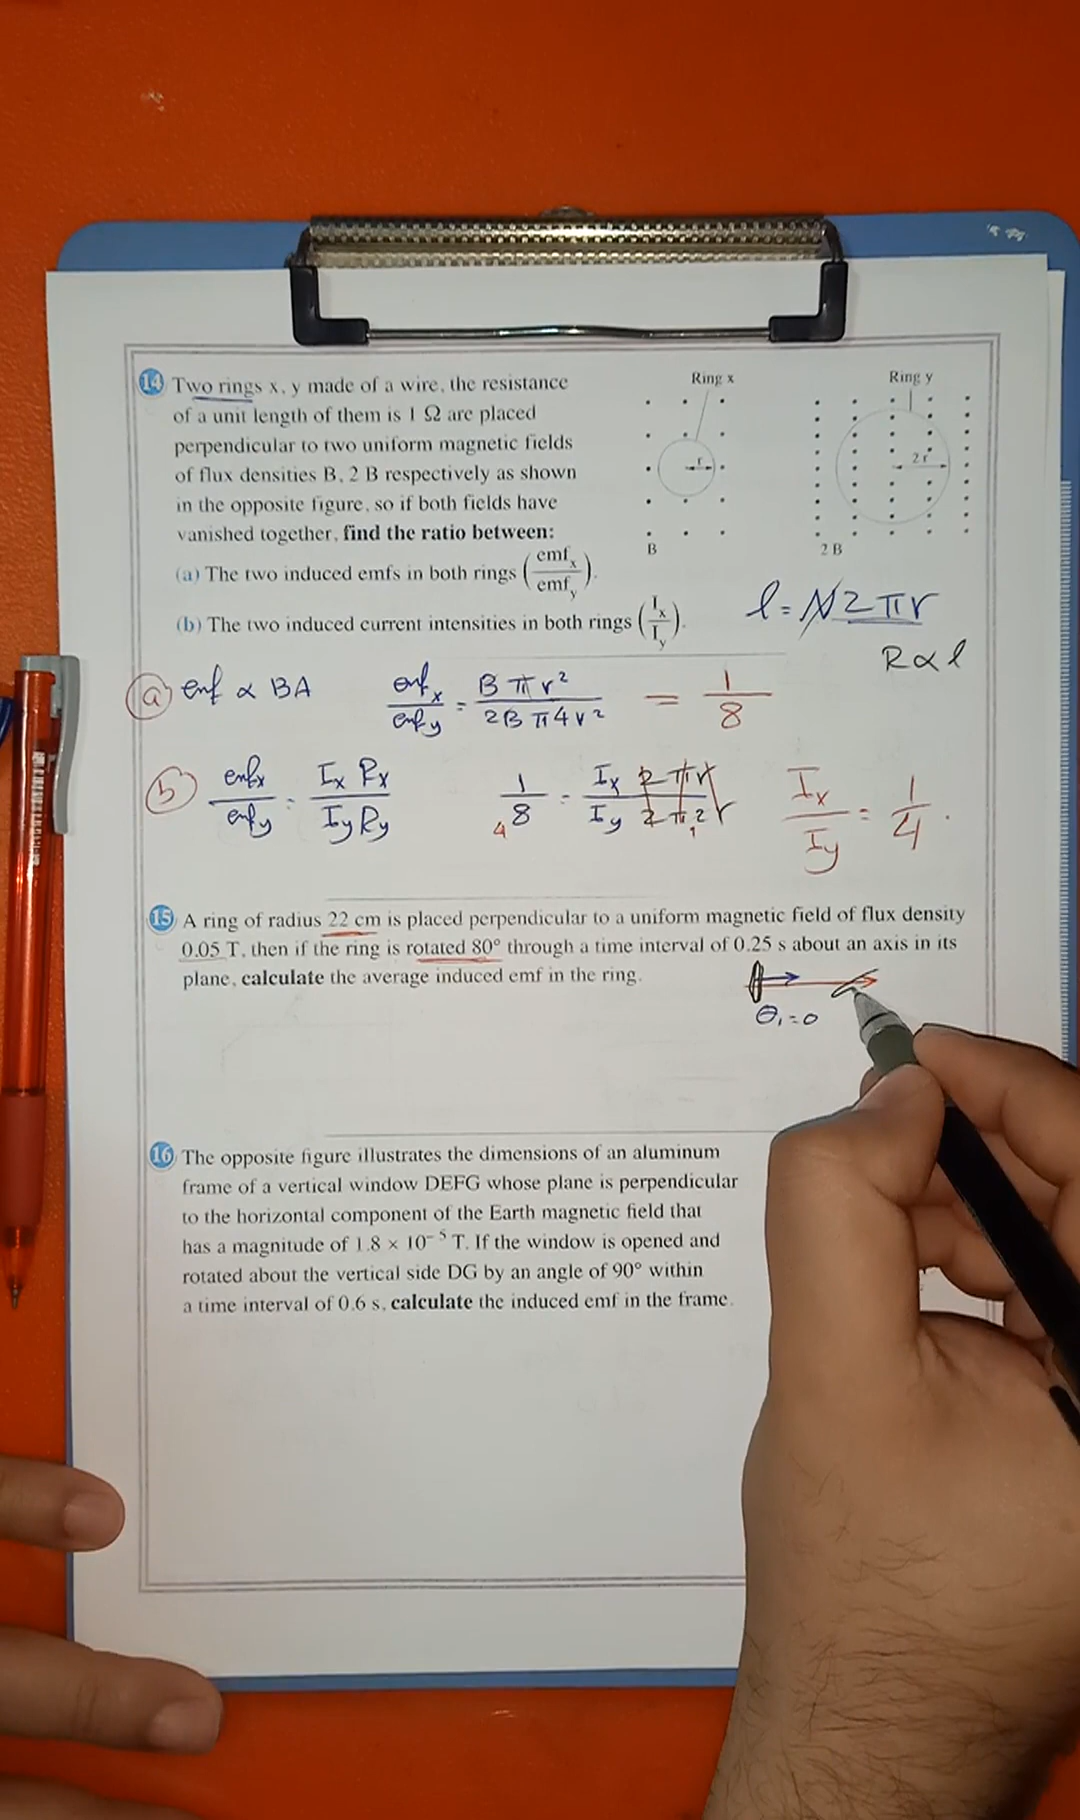 14 Two rings x, y made of a wire, the resistance
of a unit length of them is 1 Ω are placed
perpendicular to two uniform magnetic fields
of flux densities B, 2 B respectively as shown
in the opposite figure, so if both fields have
vanished together, find the ratio between:
(a) The two induced emfs in both rings (emfx/emfy).
(b) The two induced current intensities in both rings (Ix/Iy).
Ring x
r
B
Ring y
2 r
2 B
l = N 2πr
R ∝ l
a emf ∝ BA emfx/emfy = Bπr²/2Bπ4r² = 1/8
b emfx/emfy = Ix Rx/Iy Ry 1/8 = Ix 2πr/Iy 2π2r Ix/Iy = 1/4
4 1
15 A ring of radius 22 cm is placed perpendicular to a uniform magnetic field of flux density
0.05 T, then if the ring is rotated 80° through a time interval of 0.25 s about an axis in its
plane, calculate the average induced emf in the ring.
θ₁ = 0
16 The opposite figure illustrates the dimensions of an aluminum
frame of a vertical window DEFG whose plane is perpendicular
to the horizontal component of the Earth magnetic field that
has a magnitude of 1.8 × 10⁻⁵ T. If the window is opened and
rotated about the vertical side DG by an angle of 90° within
a time interval of 0.6 s, calculate the induced emf in the frame.